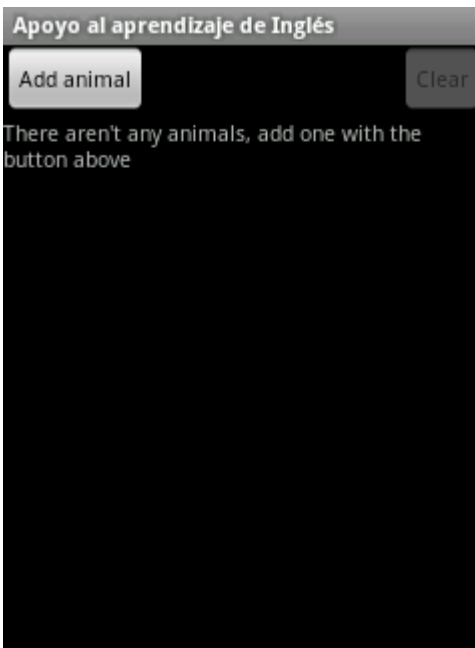 Apoyo al aprendizaje de Inglés
Add animal
Clear
There aren't any animals, add one with the
button above